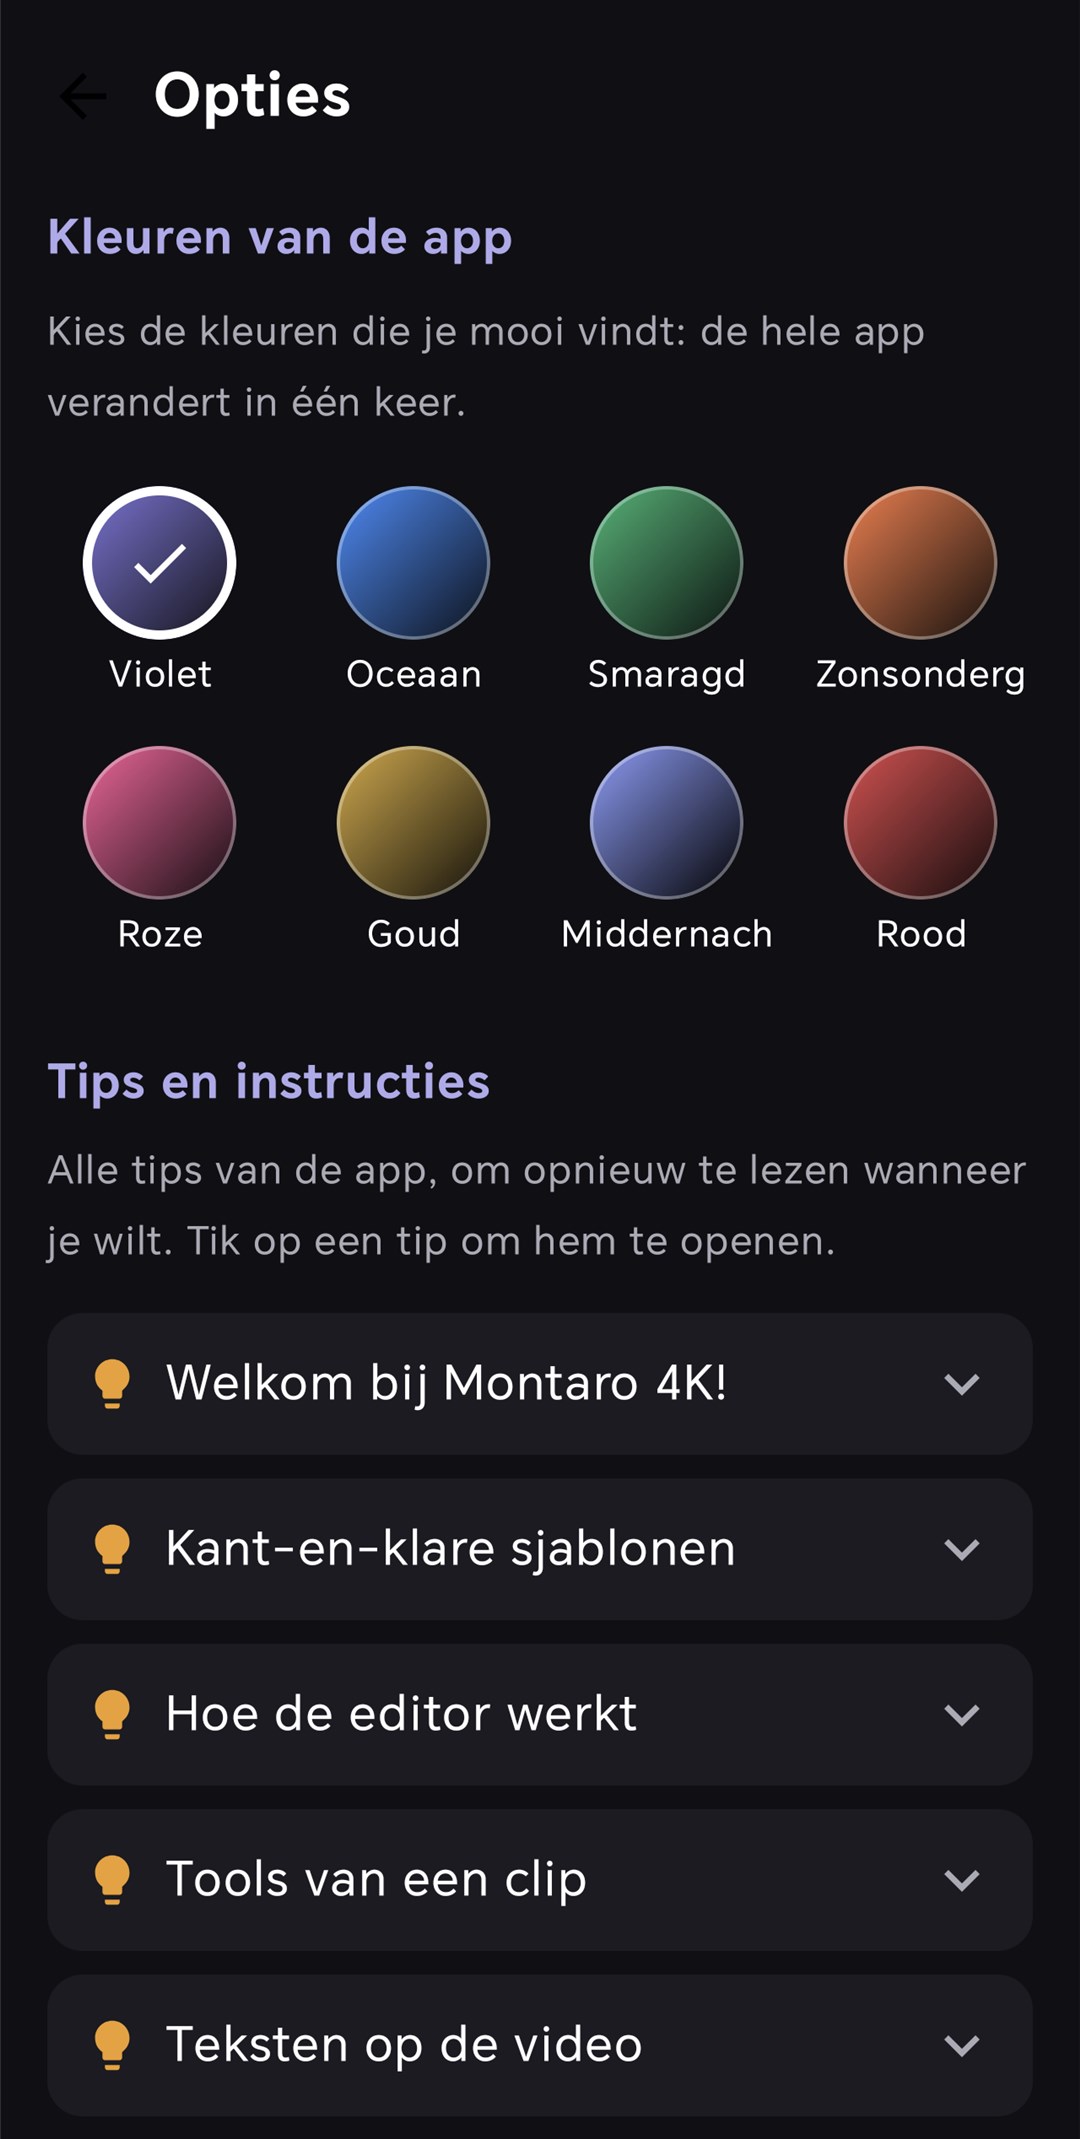 Opties
Kleuren van de app
Kies de kleuren die je mooi vindt: de hele app
verandert in één keer.
Violet
Oceaan
Smaragd
Zonsonderg
Roze
Goud
Middernach
Rood
Tips en instructies
Alle tips van de app, om opnieuw te lezen wanneer
je wilt. Tik op een tip om hem te openen.
Welkom bij Montaro 4K!
Kant-en-klare sjablonen
Hoe de editor werkt
Tools van een clip
Teksten op de video